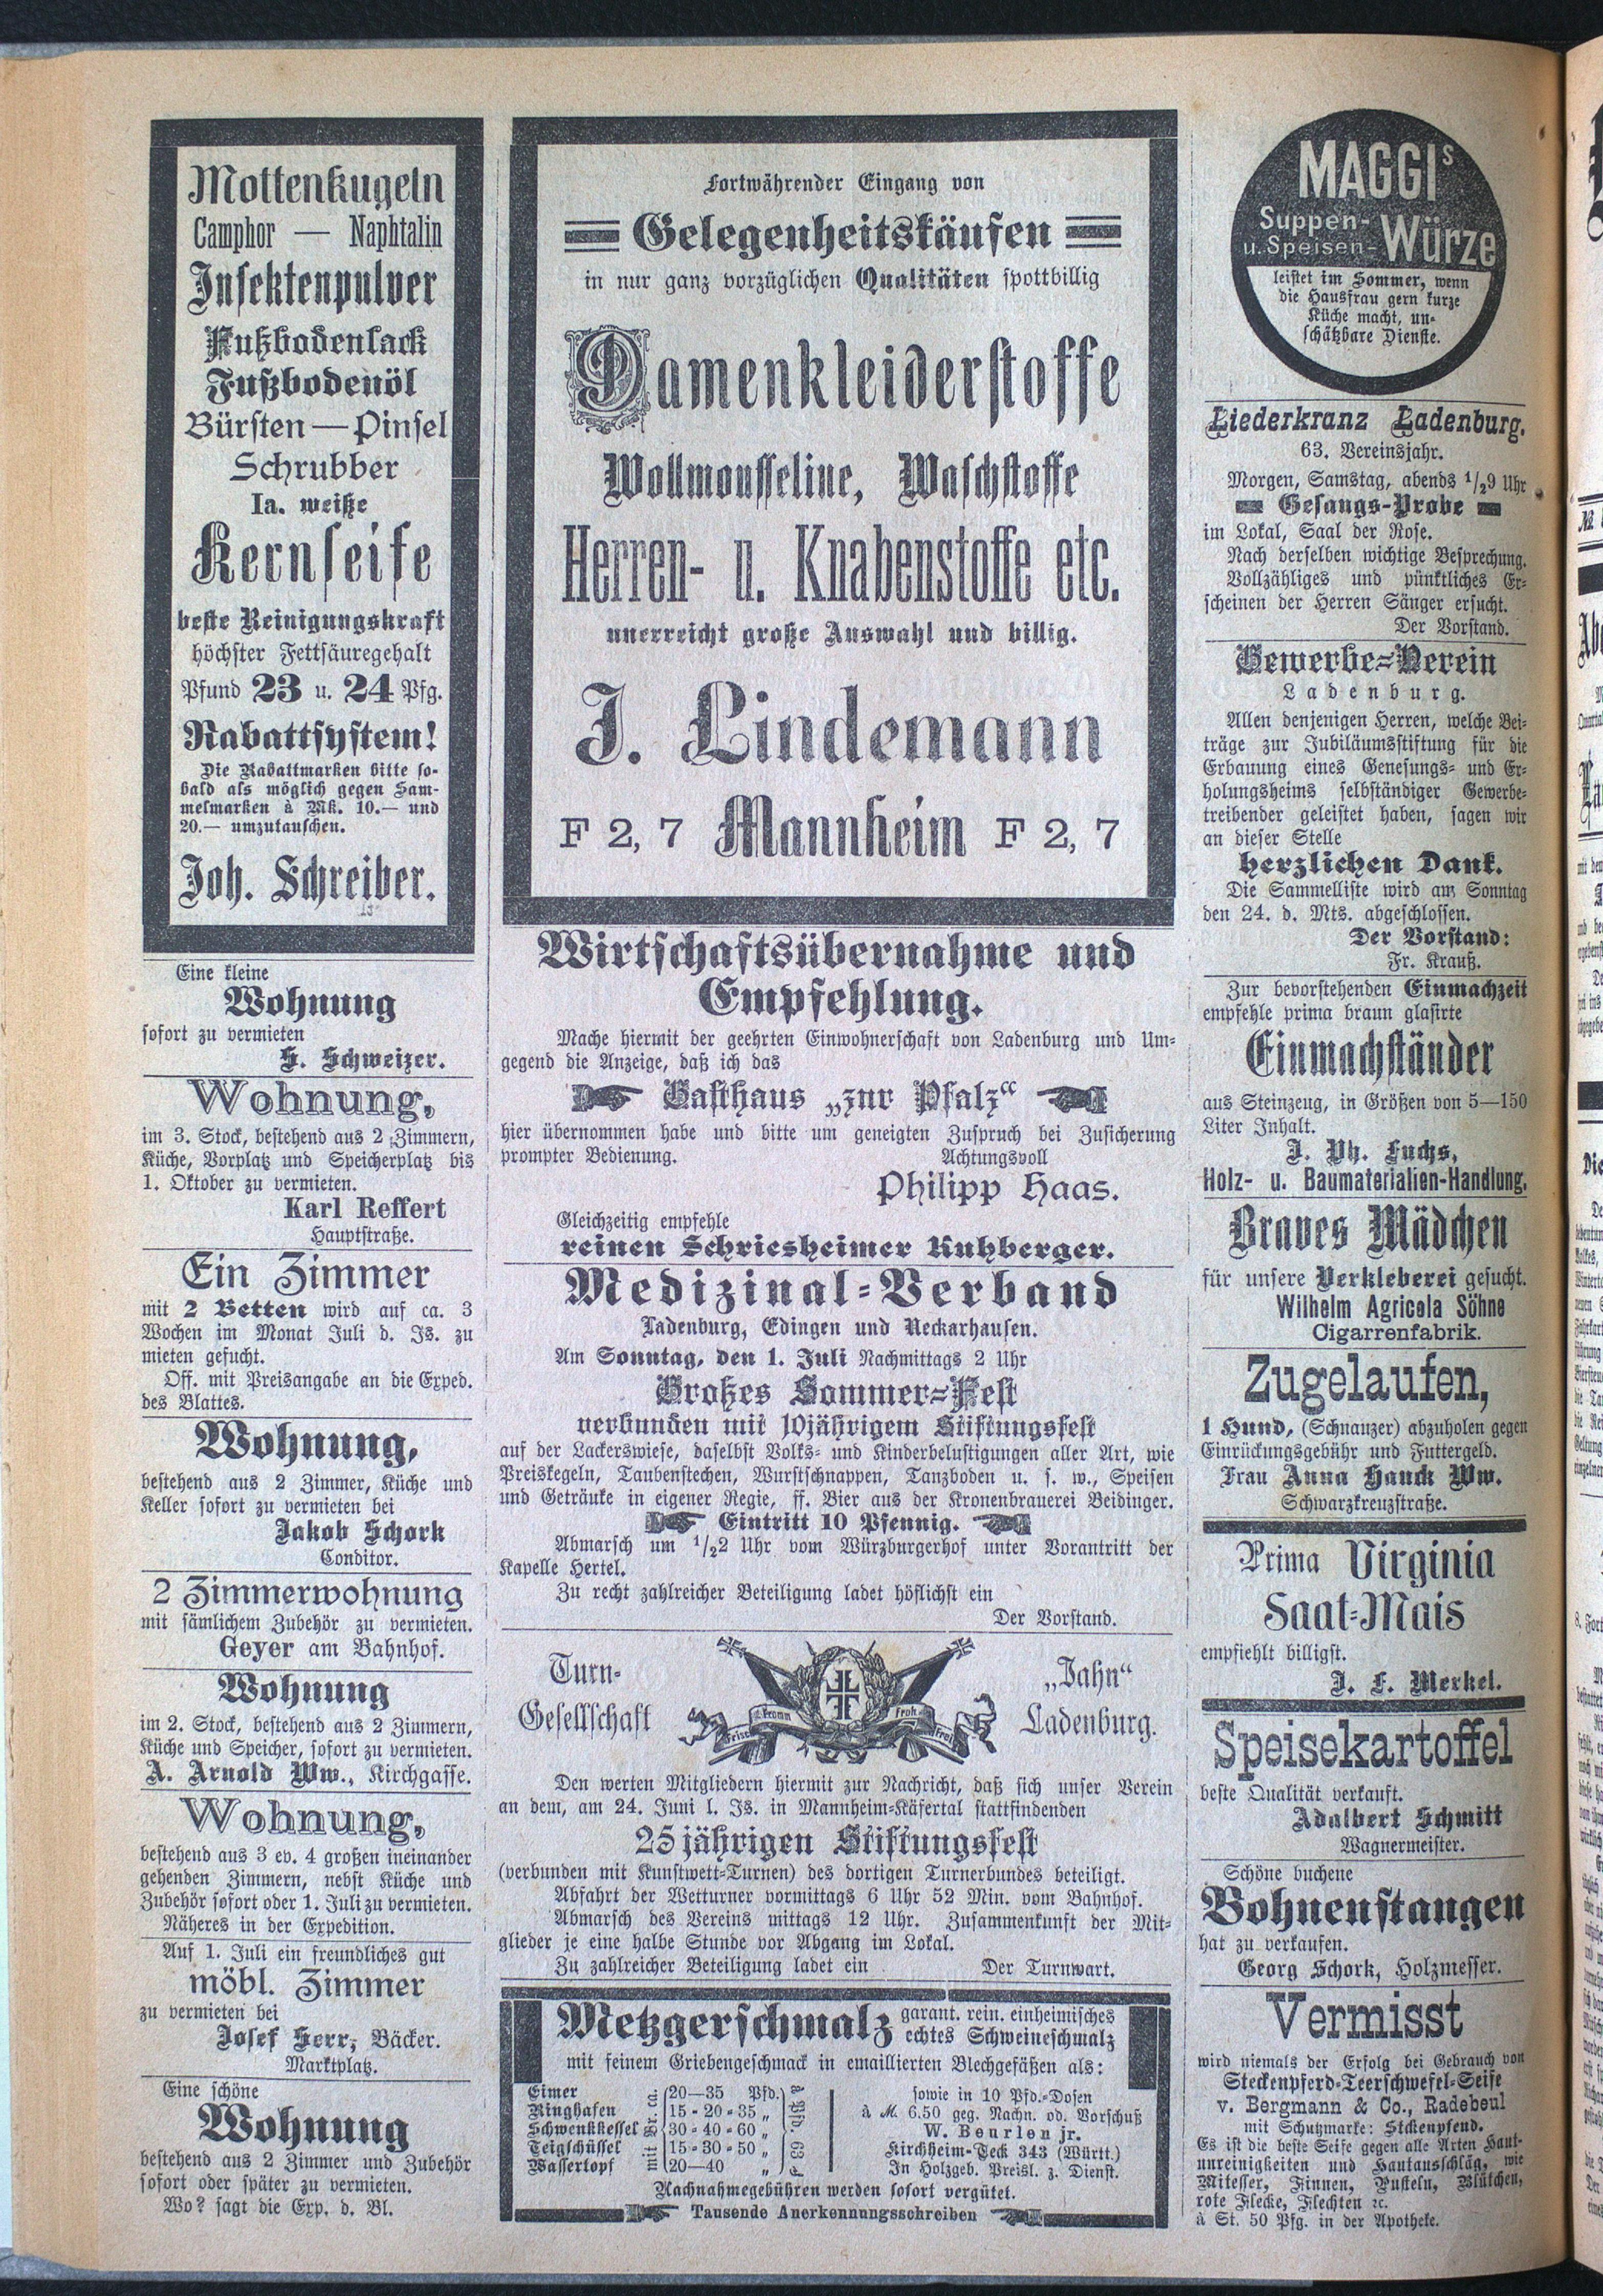 Mottenkugeln
Camphor — Naphtalin
Insektenpulver
Fußbodenlack
Fußbodenöl
Bürsten — Pinsel
Schrubber
Ia. weiße
Kernseife
beste Reinigungskraft
höchster Fettsäuregehalt
Pfund 23 u. 24 Pfg.
Rabattsystem!
Die Rabattmarken bitte so-
bald als möglich gegen Sam-
melmarken à Mk. 10.— und
20.— umzutauschen.
Joh. Schreiber.
Eine kleine
Wohnung
sofort zu vermieten
S. Schweizer.
Wohnung,
im 3. Stock, bestehend aus 2 Zimmern,
Küche, Vorplatz und Speicherplatz bis
1. Oktober zu vermieten.
Karl Reffert
Hauptstraße.
Ein Zimmer
mit 2 Betten wird auf ca. 3
Wochen im Monat Juli d. Js. zu
mieten gesucht.
Off. mit Preisangabe an die Exped.
des Blattes.
Wohnung,
bestehend aus 2 Zimmer, Küche und
Keller sofort zu vermieten bei
Jakob Schork
Conditor.
2 Zimmerwohnung
mit sämlichem Zubehör zu vermieten.
Geyer am Bahnhof.
Wohnung
im 2. Stock, bestehend aus 2 Zimmern,
Küche und Speicher, sofort zu vermieten.
A. Arnold Ww., Kirchgasse.
Wohnung,
bestehend aus 3 ev. 4 großen ineinander
gehenden Zimmern, nebst Küche und
Zubehör sofort oder 1. Juli zu vermieten.
Näheres in der Expedition.
Auf 1. Juli ein freundliches gut
möbl. Zimmer
zu vermieten bei
Josef Herr, Bäcker.
Marktplatz.
Eine schöne
Wohnung
bestehend aus 2 Zimmer und Zubehör
sofort oder später zu vermieten.
Wo? sagt die Exp. d. Bl.
Fortwährender Eingang von
Gelegenheitskäufen
in nur ganz vorzüglichen Qualitäten spottbillig
Damenkleiderstoffe
Wollmousseline, Waschstoffe
Herren- u. Knabenstoffe etc.
unerreicht große Auswahl und billig.
J. Lindemann
F 2, 7 Mannheim F 2, 7
Wirtschaftsübernahme und
Empfehlung.
Mache hiermit der geehrten Einwohnerschaft von Ladenburg und Um-
gegend die Anzeige, daß ich das
Gasthaus „zur Pfalz“
hier übernommen habe und bitte um geneigten Zuspruch bei Zusicherung
prompter Bedienung. Achtungsvoll
Philipp Haas.
Gleichzeitig empfehle
reinen Schriesheimer Kuhberger.
Medizinal-Verband
Ladenburg, Edingen und Neckarhausen.
Am Sonntag, den 1. Juli Nachmittags 2 Uhr
Großes Sommer-Fest
verbunden mit 10jährigem Stiftungsfest
auf der Lackerswiese, daselbst Volks- und Kinderbelustigungen aller Art, wie
Preiskegeln, Taubenstechen, Wurstschnappen, Tanzboden u. s. w., Speisen
und Getränke in eigener Regie, ff. Bier aus der Kronenbrauerei Beidinger.
Eintritt 10 Pfennig.
Abmarsch um 1/22 Uhr vom Würzburgerhof unter Vorantritt der
Kapelle Hertel.
Zu recht zahlreicher Beteiligung ladet höflichst ein
Der Vorstand.
Turn-
Gesellschaft
Frisch
Fromm
Froh
Frei
„Jahn“
Ladenburg.
Den werten Mitgliedern hiermit zur Nachricht, daß sich unser Verein
an dem, am 24. Juni l. Js. in Mannheim-Käfertal stattfindenden
25jährigen Stiftungsfest
(verbunden mit Kunstwett-Turnen) des dortigen Turnerbundes beteiligt.
Abfahrt der Wetturner vormittags 6 Uhr 52 Min. vom Bahnhof.
Abmarsch des Vereins mittags 12 Uhr. Zusammenkunft der Mit-
glieder je eine halbe Stunde vor Abgang im Lokal.
Zu zahlreicher Beteiligung ladet ein Der Turnwart.
Metzgerschmalz garant. rein. einheimisches
echtes Schweineschmalz
mit feinem Griebengeschmack in emaillierten Blechgefäßen als:
Eimer 20—35 Pfd.
Ringhafen 15-20-35 „
Schwenkkessel 30-40-60 „
Teigschüssel 15-30-50 „
Wassertopf 20—40 „
mit Br. ca.
à Pfd. 69 ₰
sowie in 10 Pfd.-Dosen
à M. 6.50 geg. Nachn. od. Vorschuß
W. Beurlen jr.
Kirchheim-Teck 343 (Württ.)
In Holzgeb. Preisl. z. Dienst.
Nachnahmegebühren werden sofort vergütet.
Tausende Anerkennungsschreiben
MAGGIs
Suppen-
u. Speisen- Würze
leistet im Sommer, wenn
die Hausfrau gern kurze
Küche macht, un-
schätzbare Dienste.
Liederkranz Ladenburg.
63. Vereinsjahr.
Morgen, Samstag, abends 1/29 Uhr
Gesangs-Probe
im Lokal, Saal der Rose.
Nach derselben wichtige Besprechung.
Vollzähliges und pünktliches Er-
scheinen der Herren Sänger ersucht.
Der Vorstand.
Gewerbe-Verein
Ladenburg.
Allen denjenigen Herren, welche Bei-
träge zur Jubiläumsstiftung für die
Erbauung eines Genesungs- und Er-
holungsheims selbständiger Gewerbe-
treibender geleistet haben, sagen wir
an dieser Stelle
herzlichen Dank.
Die Sammelliste wird am Sonntag
den 24. d. Mts. abgeschlossen.
Der Vorstand:
Fr. Krauß.
Zur bevorstehenden Einmachzeit
empfehle prima braun glasirte
Einmachständer
aus Steinzeug, in Größen von 5—150
Liter Inhalt.
J. Ph. Fuchs,
Holz- u. Baumaterialien-Handlung.
Braves Mädchen
für unsere Verkleberei gesucht.
Wilhelm Agricola Söhne
Cigarrenfabrik.
Zugelaufen,
1 Hund, (Schnauzer) abzuholen gegen
Einrückungsgebühr und Futtergeld.
Frau Anna Hauck Ww.
Schwarzkreuzstraße.
Prima Virginia
Saat-Mais
empfiehlt billigst.
J. F. Merkel.
Speisekartoffel
beste Qualität verkauft.
Adalbert Schmitt
Wagnermeister.
Schöne buchene
Bohnenstangen
hat zu verkaufen.
Georg Schork, Holzmesser.
Vermisst
wird niemals der Erfolg bei Gebrauch von
Steckenpferd-Teerschwefel-Seife
v. Bergmann & Co., Radebeul
mit Schutzmarke: Steckenpferd.
Es ist die beste Seife gegen alle Arten Haut-
unreinigkeiten und Hautausschläg, wie
Mitesser, Finnen, Pusteln, Blütchen,
rote Flecke, Flechten ꝛc.
à St. 50 Pfg. in der Apotheke.